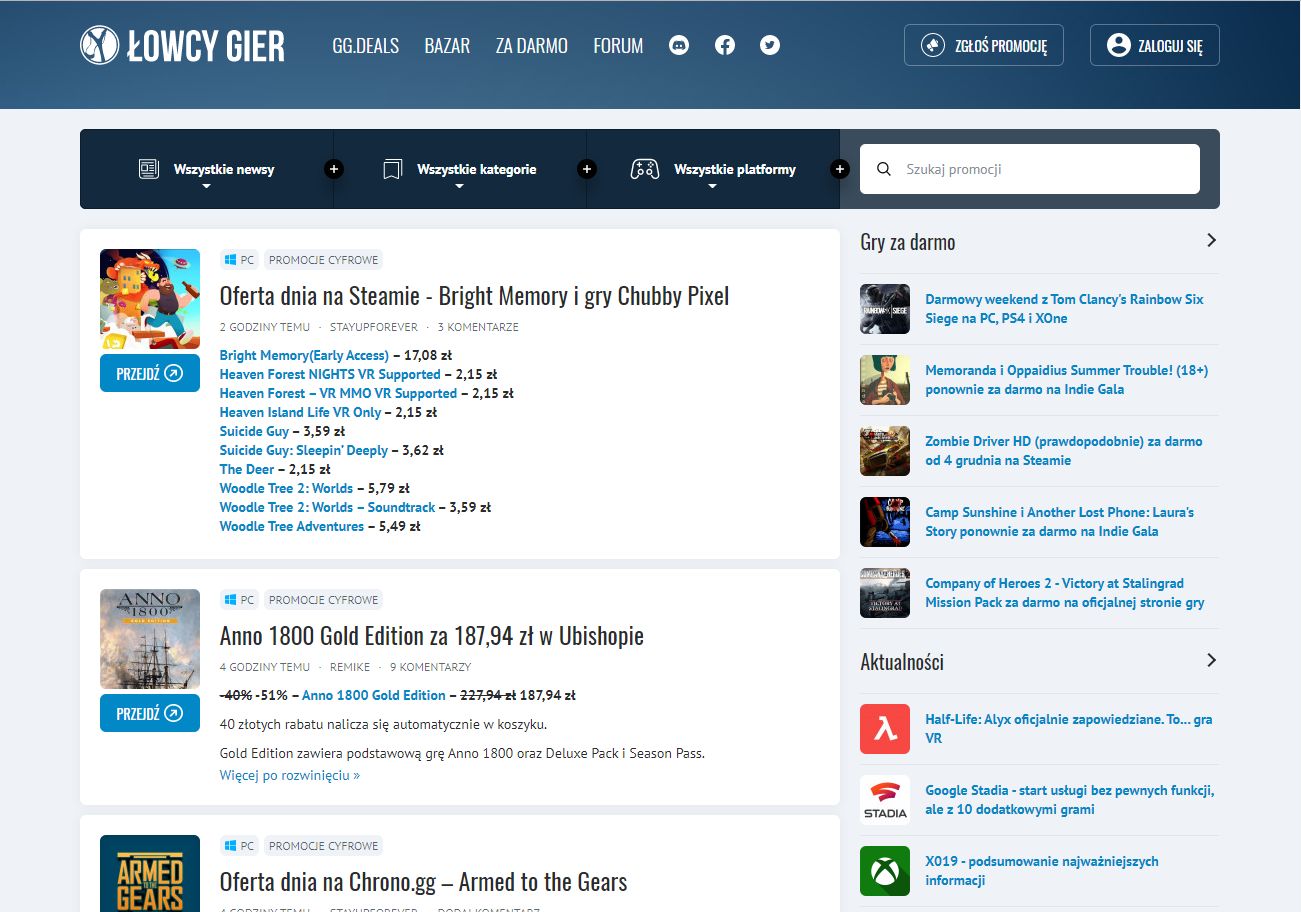 ŁOWCY GIER
GG.DEALS
BAZAR
ZA DARMO
FORUM
ZGŁOŚ PROMOCJĘ
ZALOGUJ SIĘ
Wszystkie newsy
Wszystkie kategorie
Wszystkie platformy
Szukaj promocji
PC PROMOCJE CYFROWE
Oferta dnia na Steamie - Bright Memory i gry Chubby Pixel
2 GODZINY TEMU · STAYUPFOREVER · 3 KOMENTARZE
PRZEJDŹ
Bright Memory(Early Access) – 17,08 zł
Heaven Forest NIGHTS VR Supported – 2,15 zł
Heaven Forest – VR MMO VR Supported – 2,15 zł
Heaven Island Life VR Only – 2,15 zł
Suicide Guy – 3,59 zł
Suicide Guy: Sleepin’ Deeply – 3,62 zł
The Deer – 2,15 zł
Woodle Tree 2: Worlds – 5,79 zł
Woodle Tree 2: Worlds – Soundtrack – 3,59 zł
Woodle Tree Adventures – 5,49 zł
ANNO
1800
GOLD EDITION
PRZEJDŹ
PC PROMOCJE CYFROWE
Anno 1800 Gold Edition za 187,94 zł w Ubishopie
4 GODZINY TEMU · REMIKE · 9 KOMENTARZY
-40% -51% – Anno 1800 Gold Edition – 227,94 zł 187,94 zł
40 złotych rabatu nalicza się automatycznie w koszyku.
Gold Edition zawiera podstawową grę Anno 1800 oraz Deluxe Pack i Season Pass.
Więcej po rozwinięciu »
ARMED
TO THE
GEARS
PC PROMOCJE CYFROWE
Oferta dnia na Chrono.gg – Armed to the Gears
4 GODZINY TEMU · STAYUPFOREVER · DODAJ KOMENTARZ
Gry za darmo
RAINBOW SIX SIEGE
Darmowy weekend z Tom Clancy's Rainbow Six
Siege na PC, PS4 i XOne
Memoranda i Oppaidius Summer Trouble! (18+)
ponownie za darmo na Indie Gala
Zombie Driver HD (prawdopodobnie) za darmo
od 4 grudnia na Steamie
Camp Sunshine i Another Lost Phone: Laura's
Story ponownie za darmo na Indie Gala
VICTORY AT
STALINGRAD
Company of Heroes 2 - Victory at Stalingrad
Mission Pack za darmo na oficjalnej stronie gry
Aktualności
Half-Life: Alyx oficjalnie zapowiedziane. To... gra
VR
STADIA
Google Stadia - start usługi bez pewnych funkcji,
ale z 10 dodatkowymi grami
X019 - podsumowanie najważniejszych
informacji